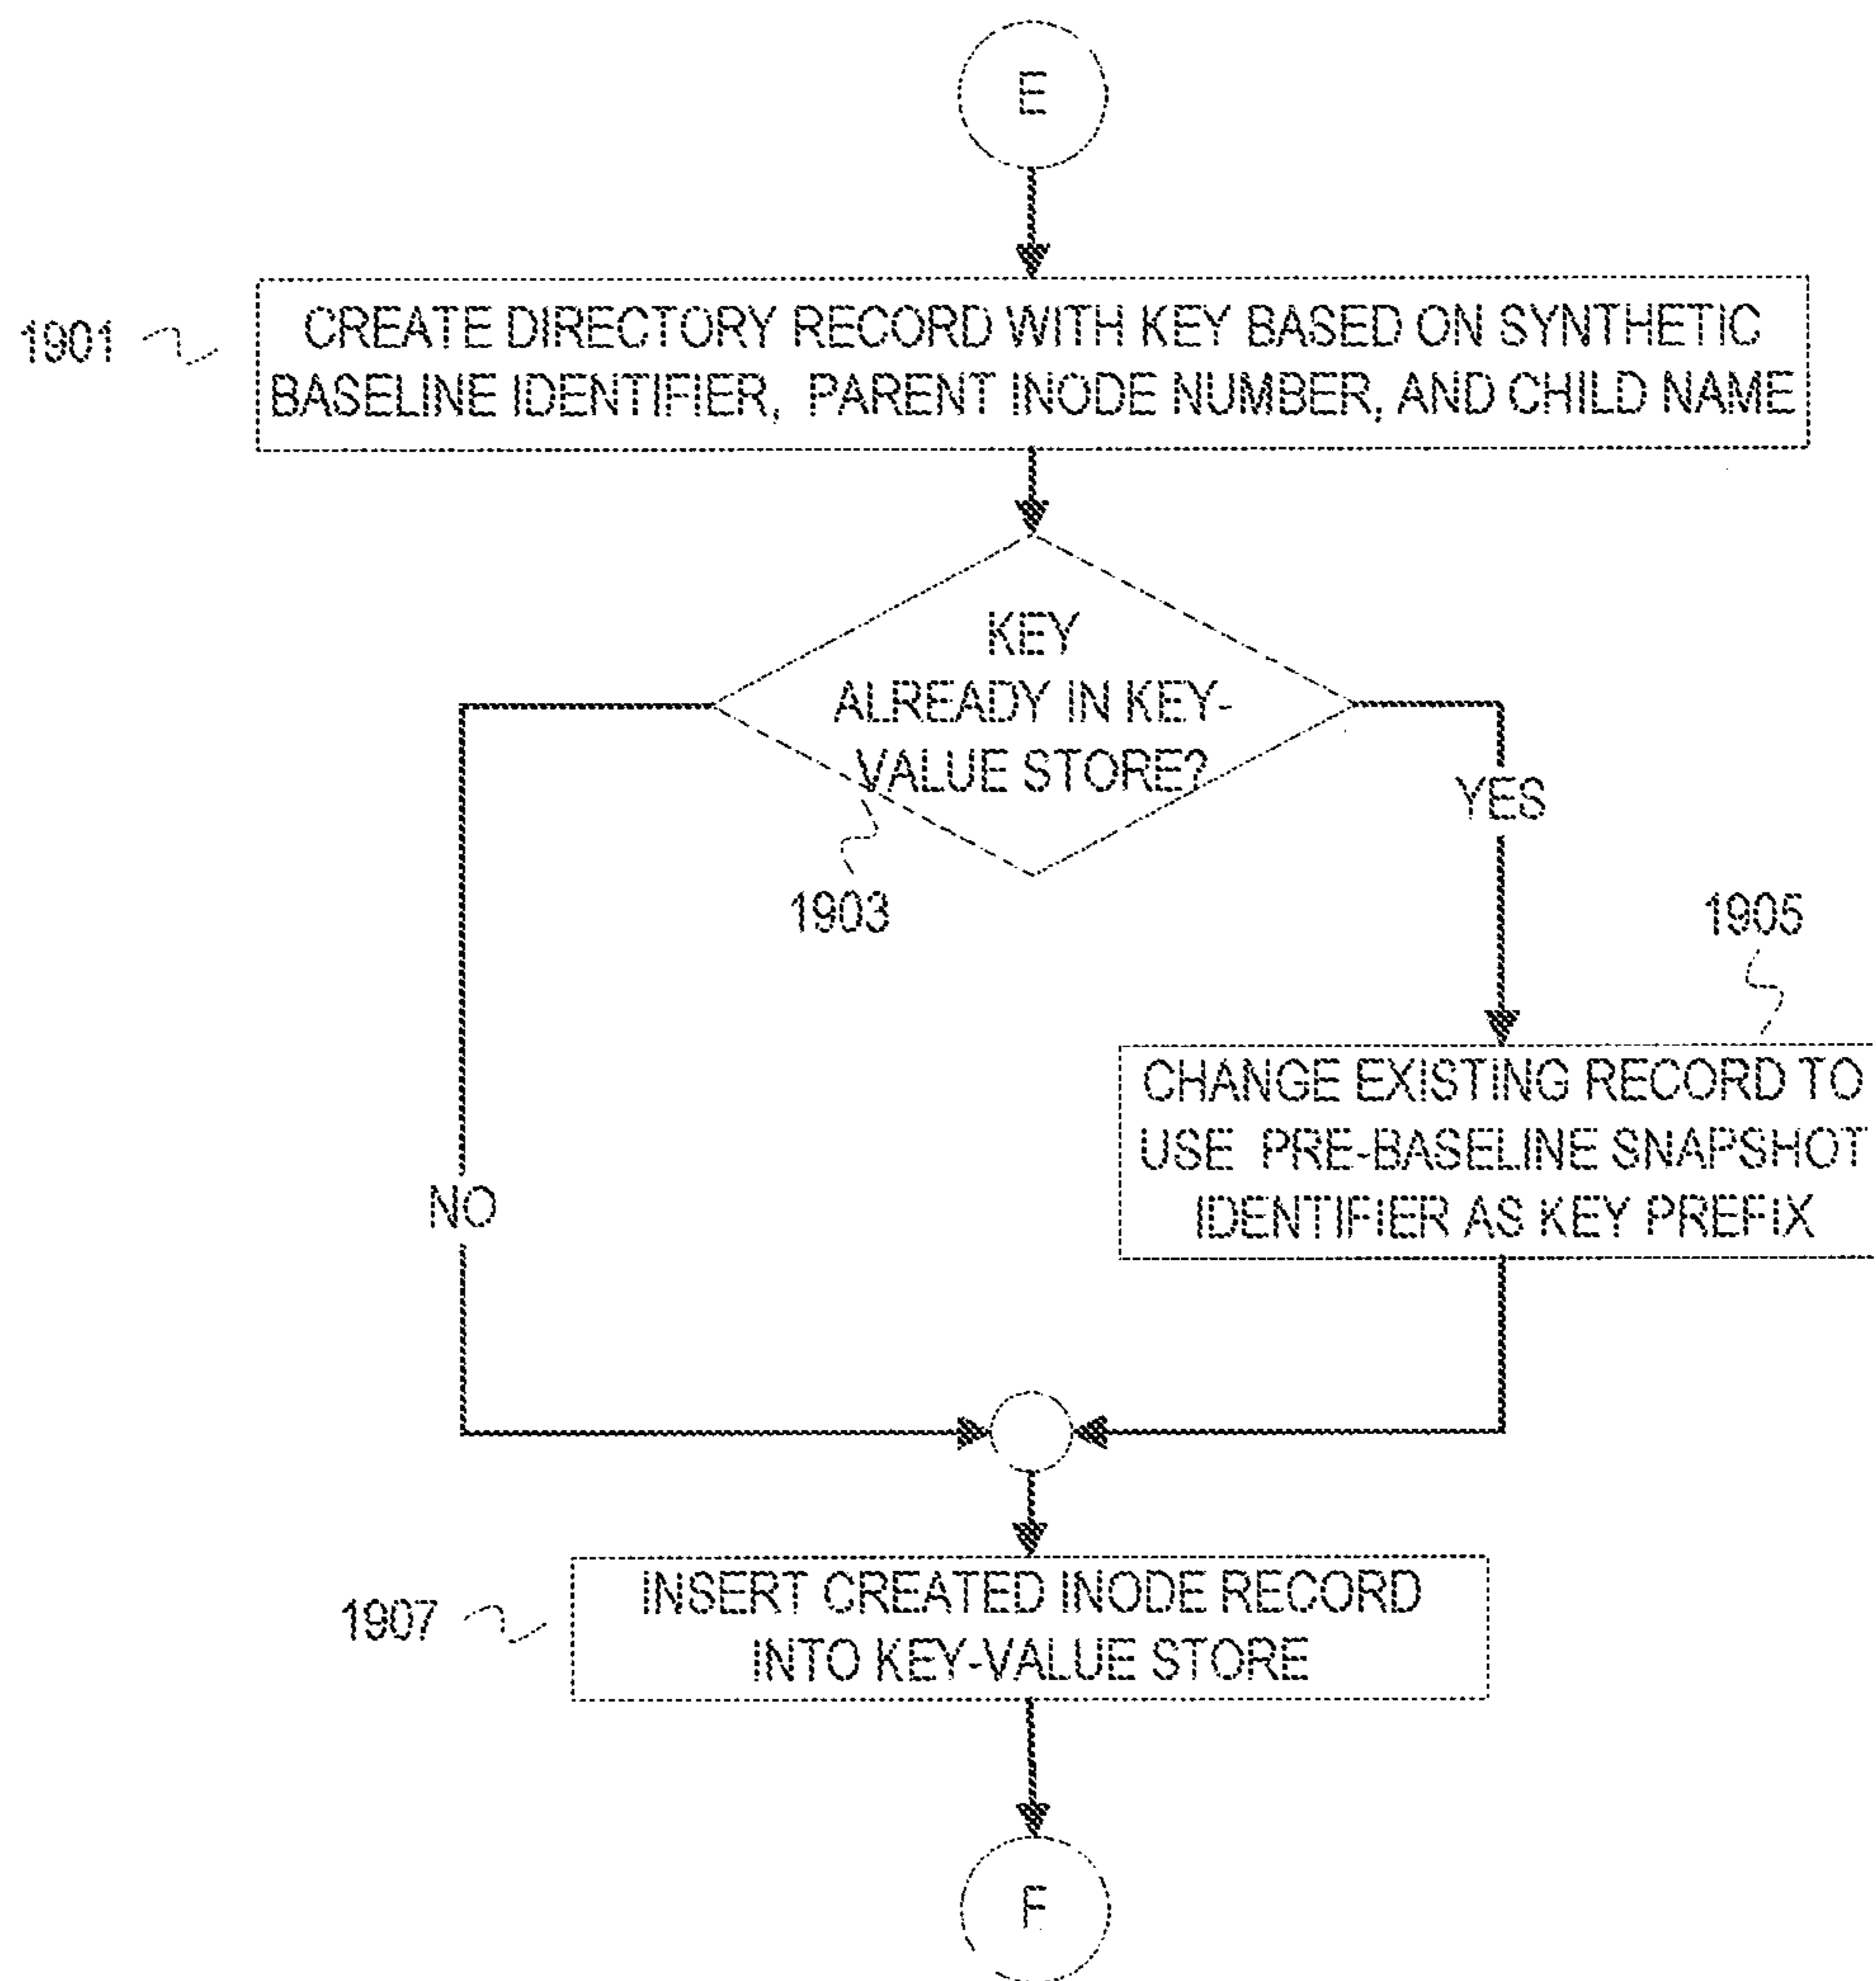 E
1901
CREATE DIRECTORY RECORD WITH KEY BASED ON SYNTHETIC
BASELINE IDENTIFIER, PARENT INODE NUMBER, AND CHILD NAME
KEY
ALREADY IN KEY-
VALUE STORE?
YES
1903
1905
CHANGE EXISTING RECORD TO
USE PRE-BASELINE SNAPSHOT
IDENTIFIER AS KEY PREFIX
NO
INSERT CREATED INODE RECORD
1907
INTO KEY-VALUE STORE
F